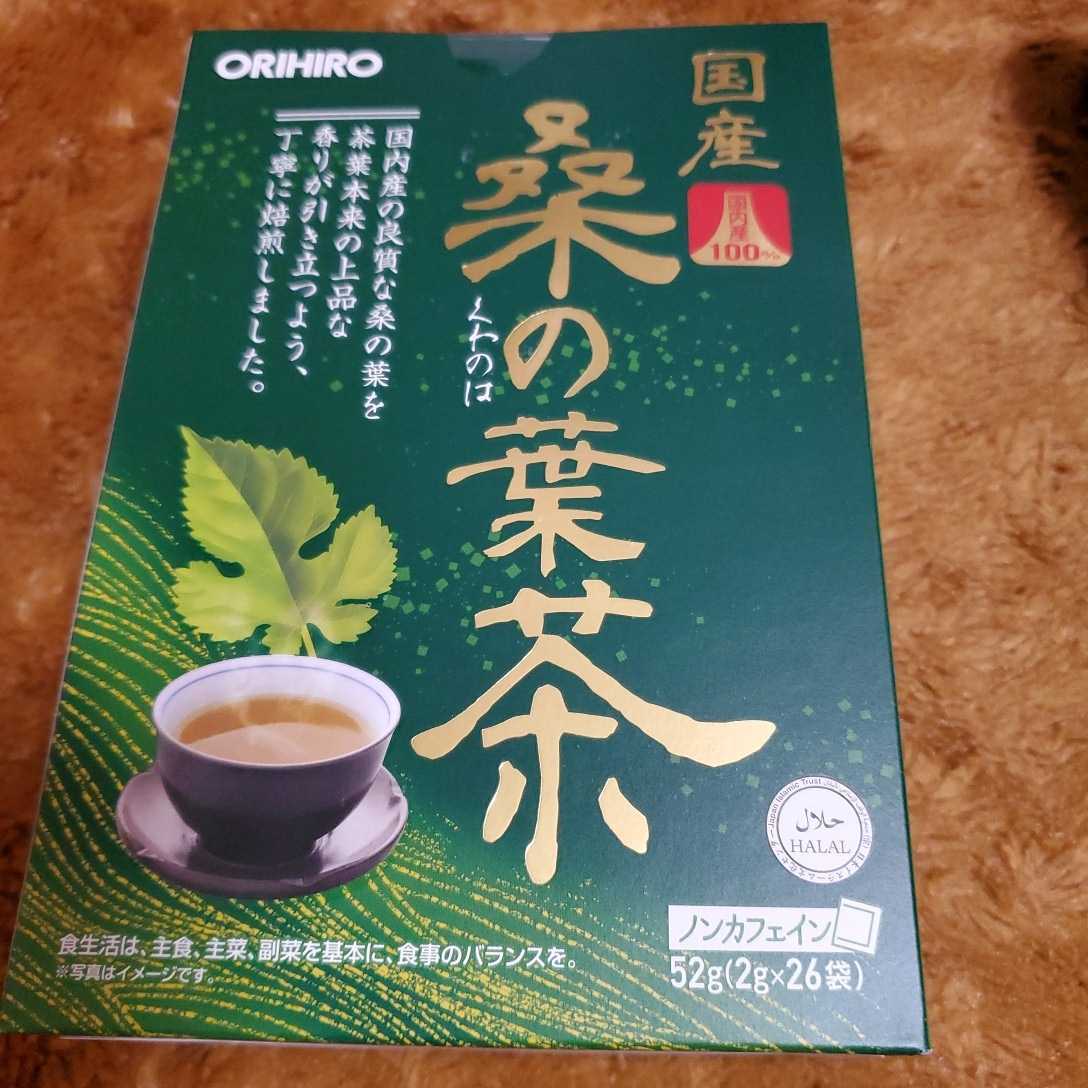 ORIHIRO
国産
国内産
100%
桑の葉茶
くわのは
国内産の良質な桑の葉を
茶葉本来の上品な
香りが引き立つよう、
丁寧に焙煎しました。
Japan Islamic Trust
حلال
HALAL
ノンカフェイン
52g(2g×26袋)
食生活は、主食、主菜、副菜を基本に、食事のバランスを。
※写真はイメージです。